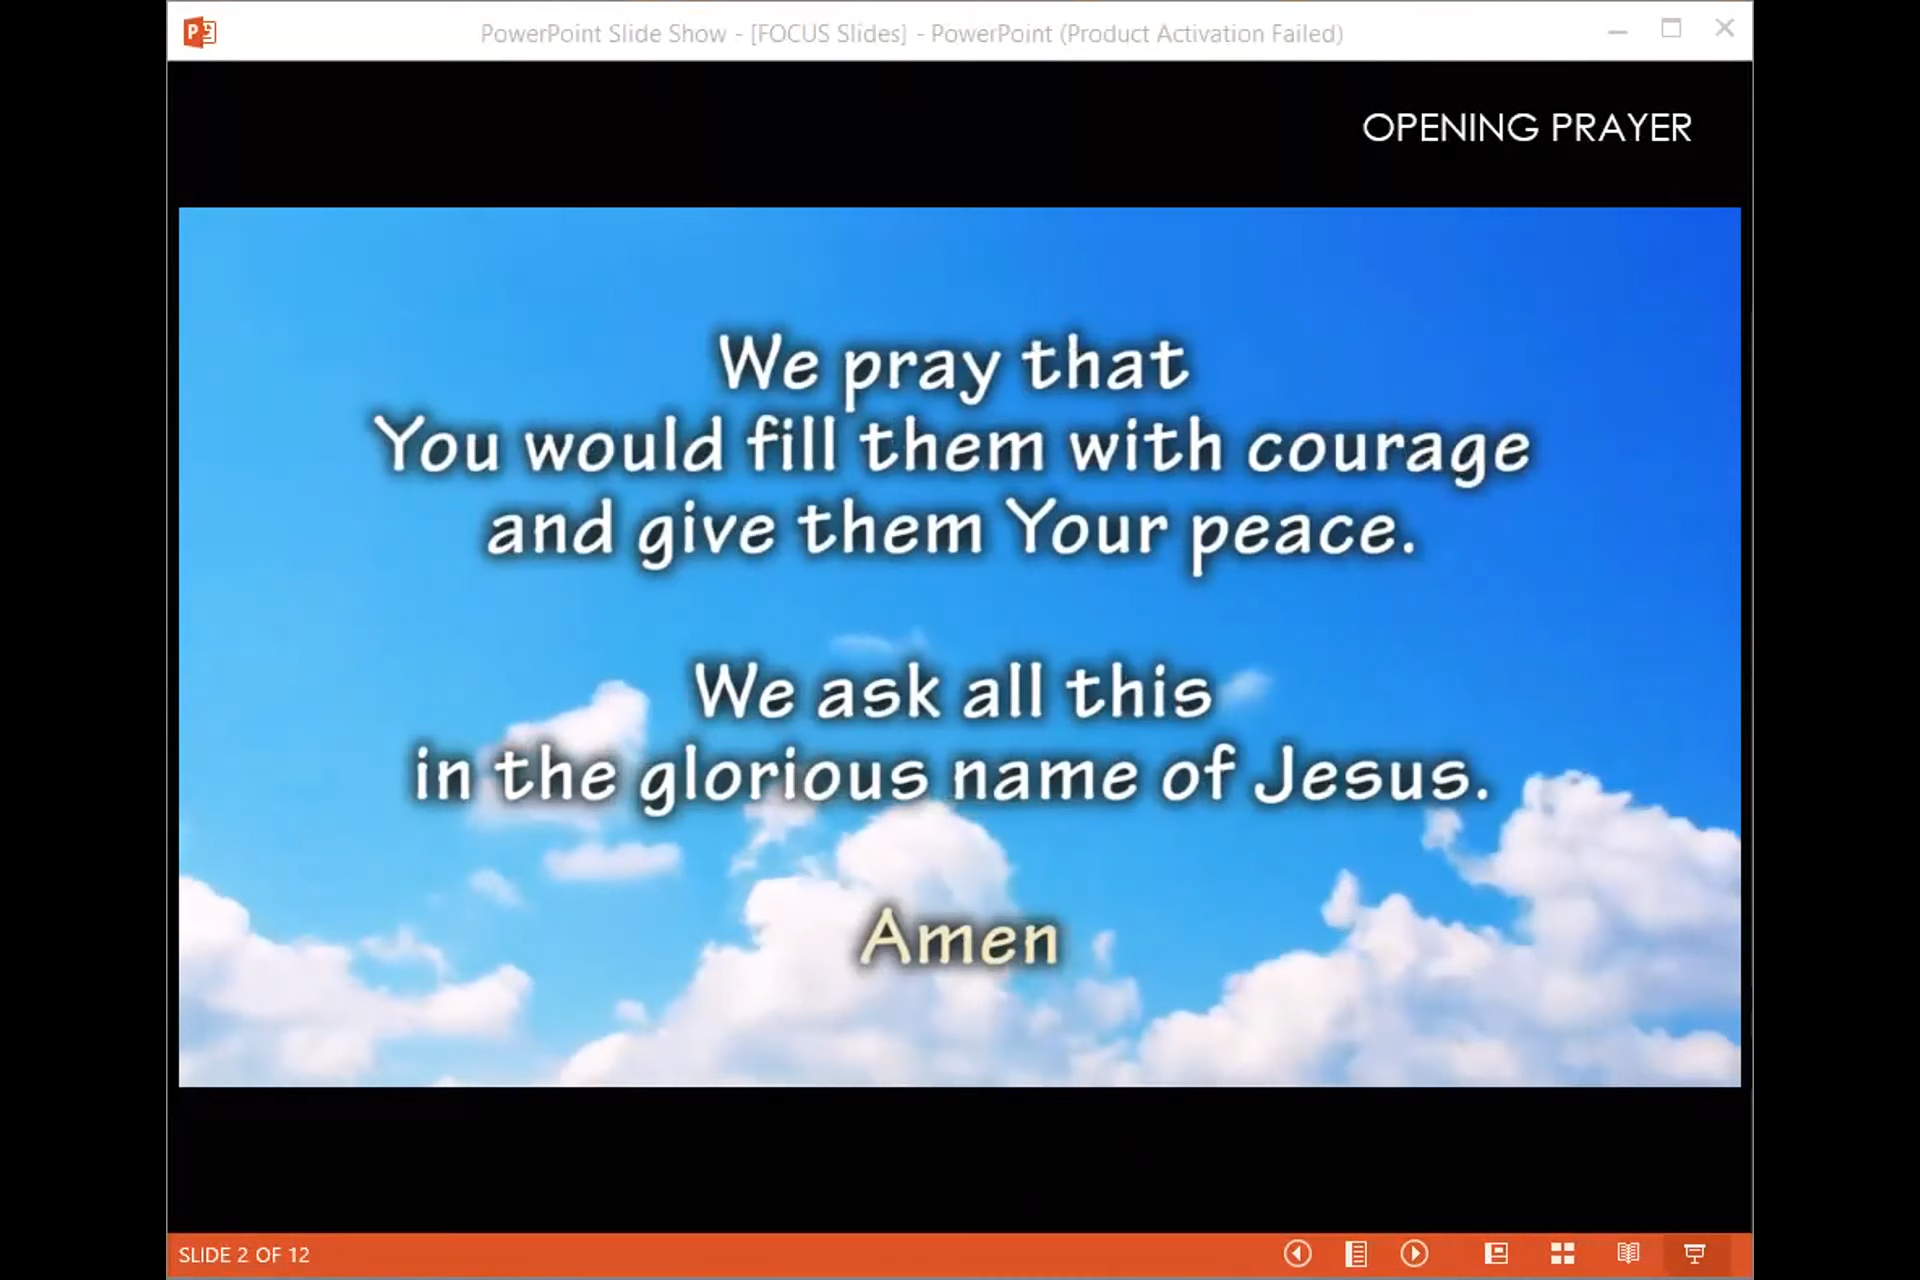 PowerPoint Slide Show - [FOCUS Slides] - PowerPoint (Product Activation Failed)
OPENING PRAYER
We pray that
You would fill them with courage
and give them Your peace.
We ask all this
in the glorious name of Jesus.
Amen
SLIDE 2 OF 12